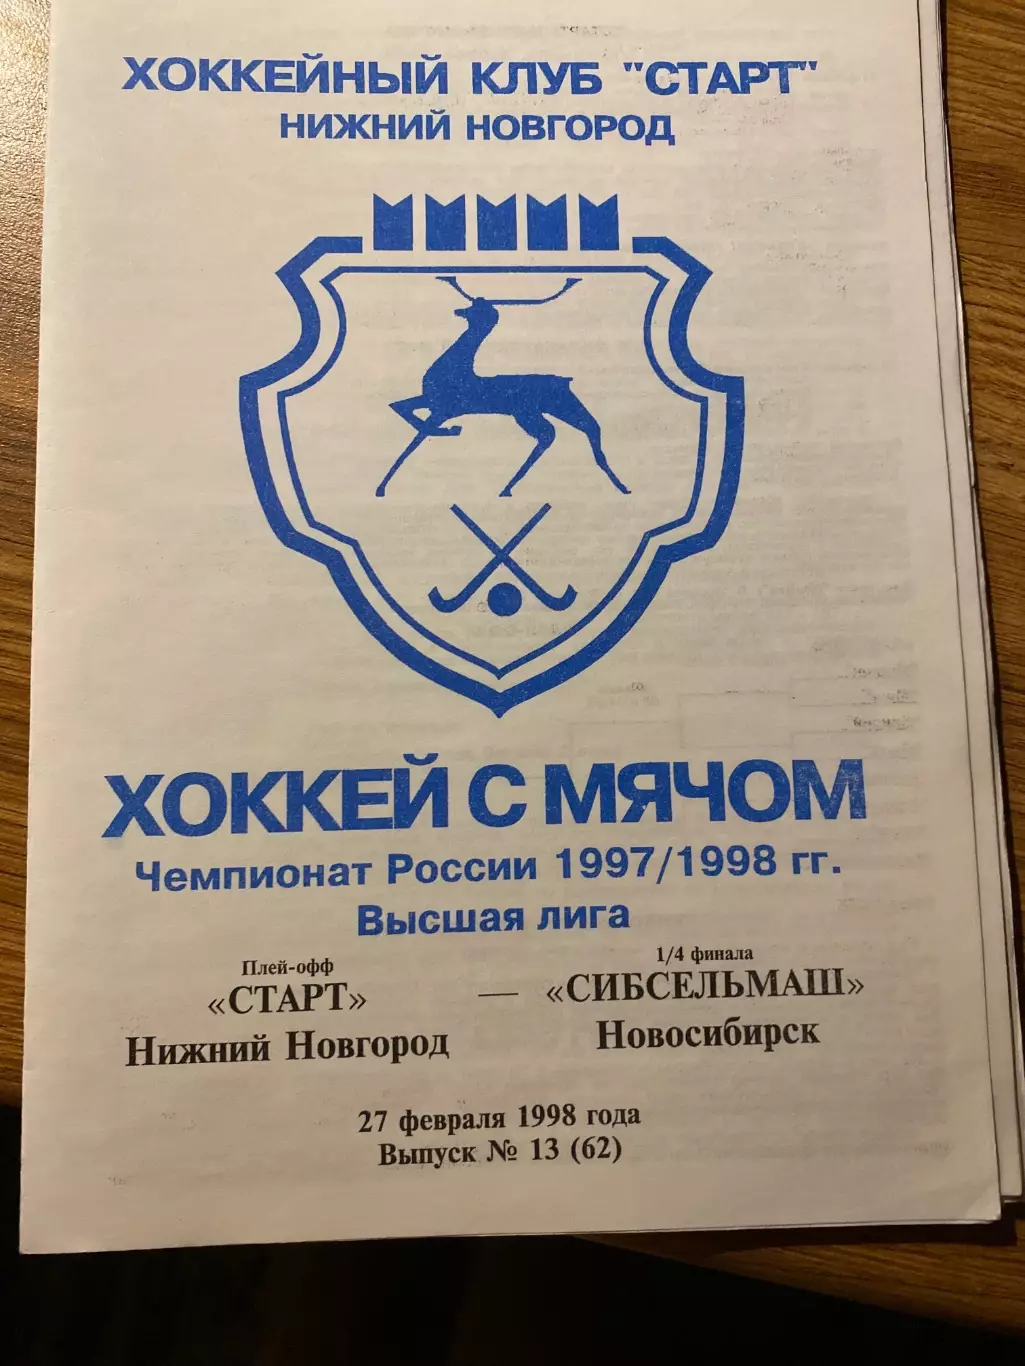 ХОККЕЙНЫЙ КЛУБ "СТАРТ"
НИЖНИЙ НОВГОРОД
ХОККЕЙ С МЯЧОМ
Чемпионат России 1997/1998 гг.
Высшая лига
Плей-офф 1/4 финала
«СТАРТ» — «СИБСЕЛЬМАШ»
Нижний Новгород Новосибирск
27 февраля 1998 года
Выпуск № 13 (62)